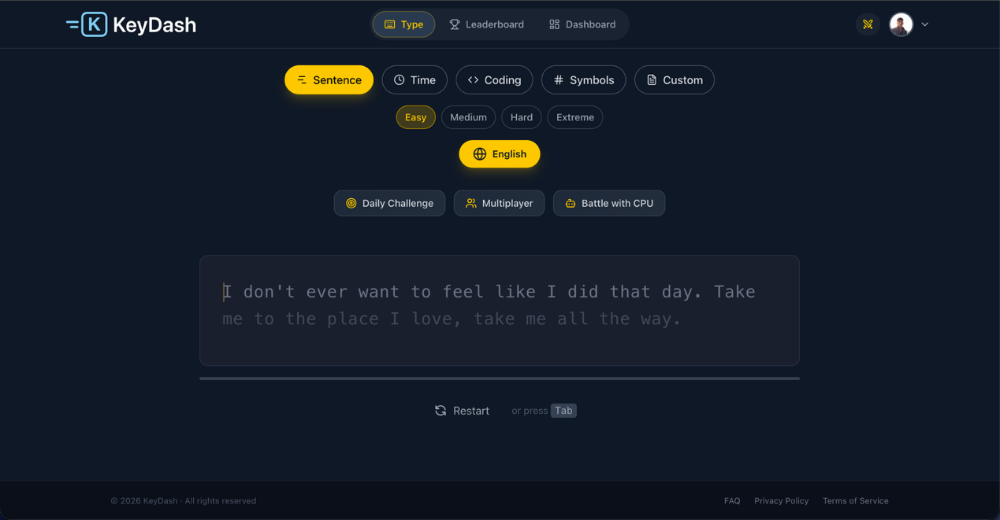 K KeyDash
Type Leaderboard Dashboard
Sentence Time Coding Symbols Custom
Easy Medium Hard Extreme
English
Daily Challenge Multiplayer Battle with CPU
I don't ever want to feel like I did that day. Take
me to the place I love, take me all the way.
Restart or press Tab
© 2026 KeyDash · All rights reserved FAQ Privacy Policy Terms of Service